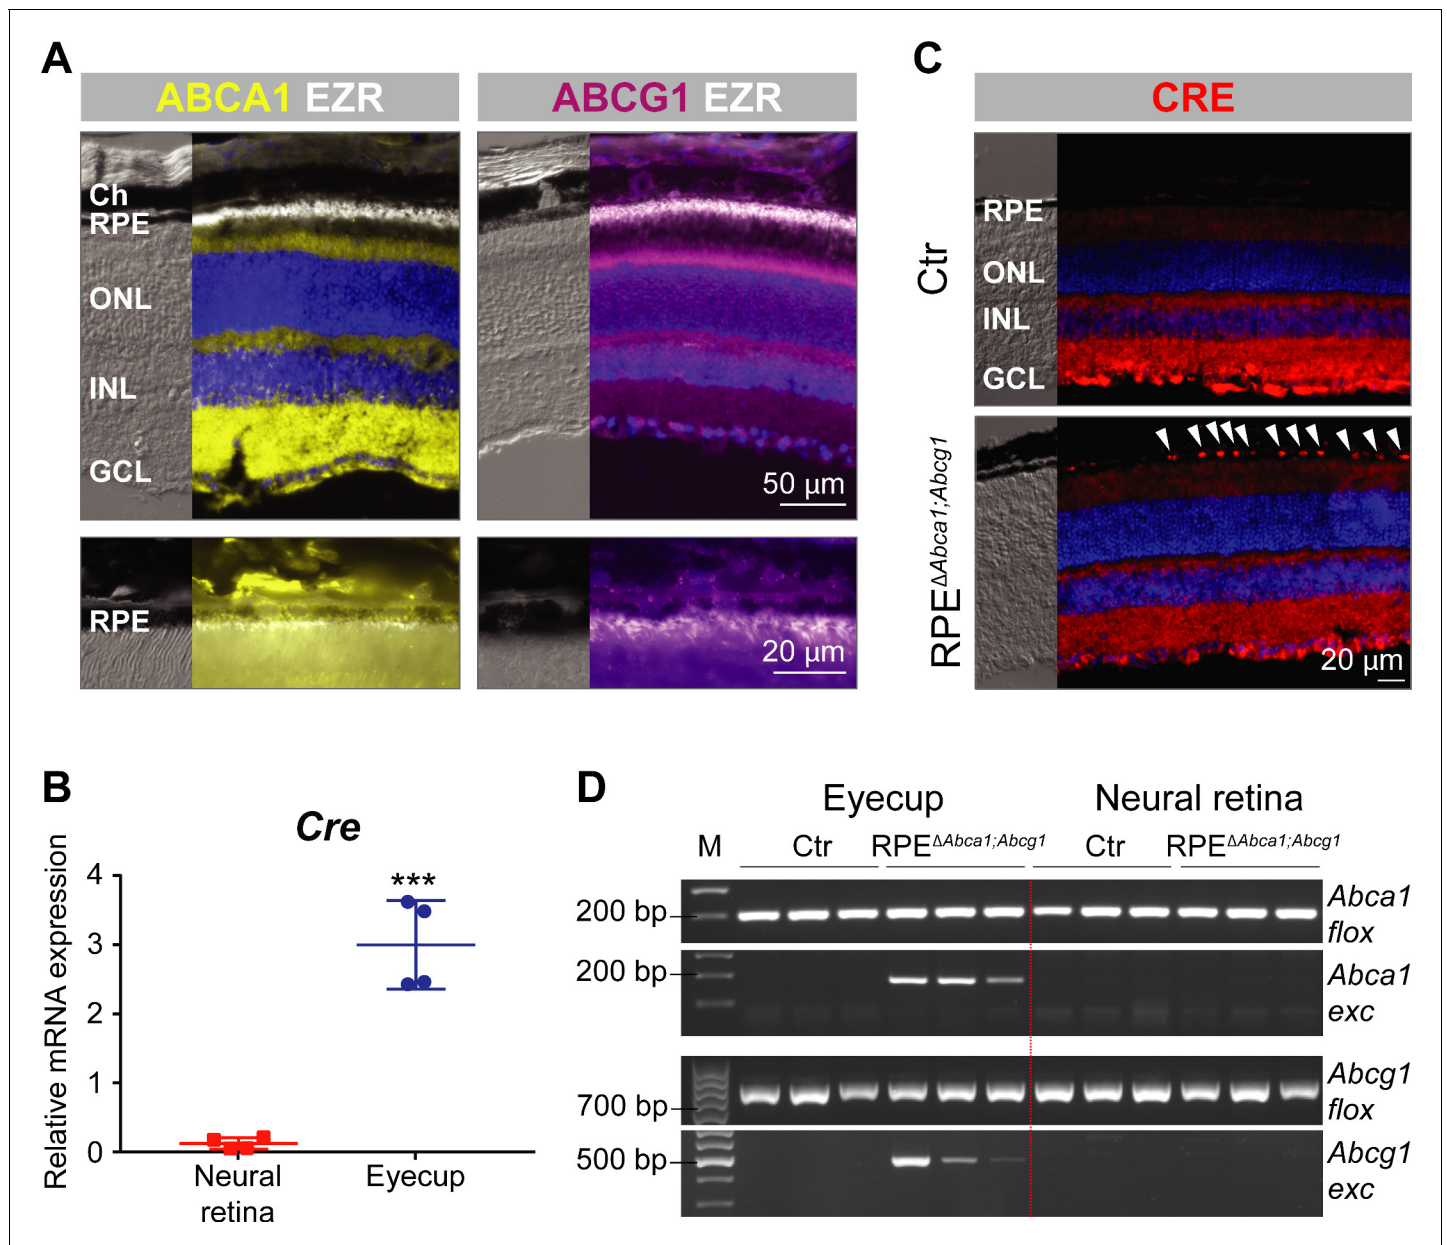 A
ABCA1 EZR
ABCG1 EZR
Ch
RPE
ONL
INL
GCL
50 µm
RPE
20 µm
C
CRE
Ctr
RPE
ONL
INL
GCL
RPEΔAbca1;Abcg1
20 µm
B
Cre
Relative mRNA expression
4
3
2
1
0
***
Neural
retina
Eyecup
D
Eyecup
Neural retina
M
Ctr
RPEΔAbca1;Abcg1
Ctr
RPEΔAbca1;Abcg1
200 bp
Abca1
flox
200 bp
Abca1
exc
700 bp
Abcg1
flox
500 bp
Abcg1
exc